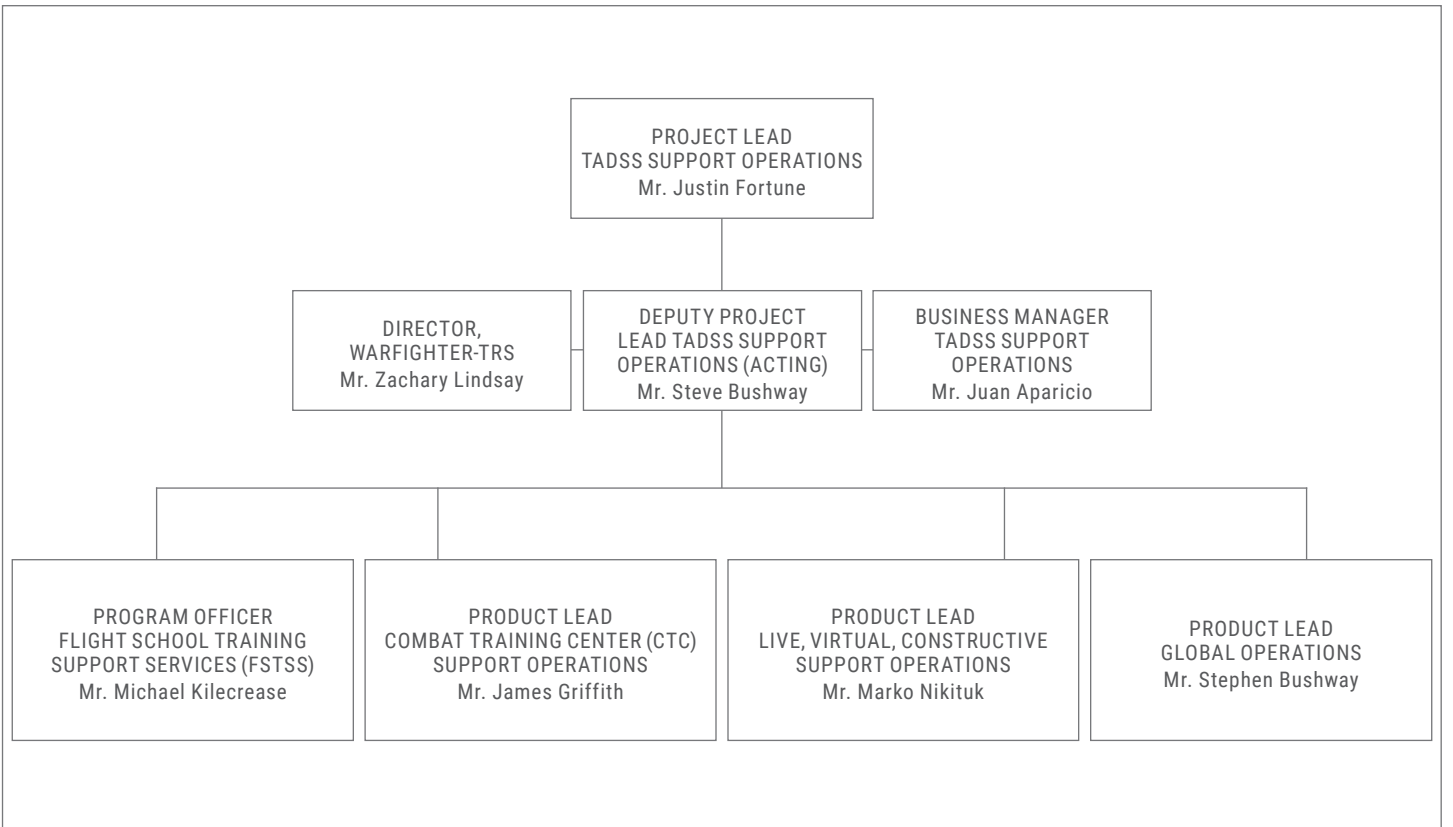 PROJECT LEAD
TADSS SUPPORT OPERATIONS
Mr. Justin Fortune
DIRECTOR,
WARFIGHTER-TRS
Mr. Zachary Lindsay
DEPUTY PROJECT
LEAD TADSS SUPPORT
OPERATIONS (ACTING)
Mr. Steve Bushway
BUSINESS MANAGER
TADSS SUPPORT
OPERATIONS
Mr. Juan Aparicio
PROGRAM OFFICER
FLIGHT SCHOOL TRAINING
SUPPORT SERVICES (FSTSS)
Mr. Michael Kilecrease
PRODUCT LEAD
COMBAT TRAINING CENTER (CTC)
SUPPORT OPERATIONS
Mr. James Griffith
PRODUCT LEAD
LIVE, VIRTUAL, CONSTRUCTIVE
SUPPORT OPERATIONS
Mr. Marko Nikituk
PRODUCT LEAD
GLOBAL OPERATIONS
Mr. Stephen Bushway